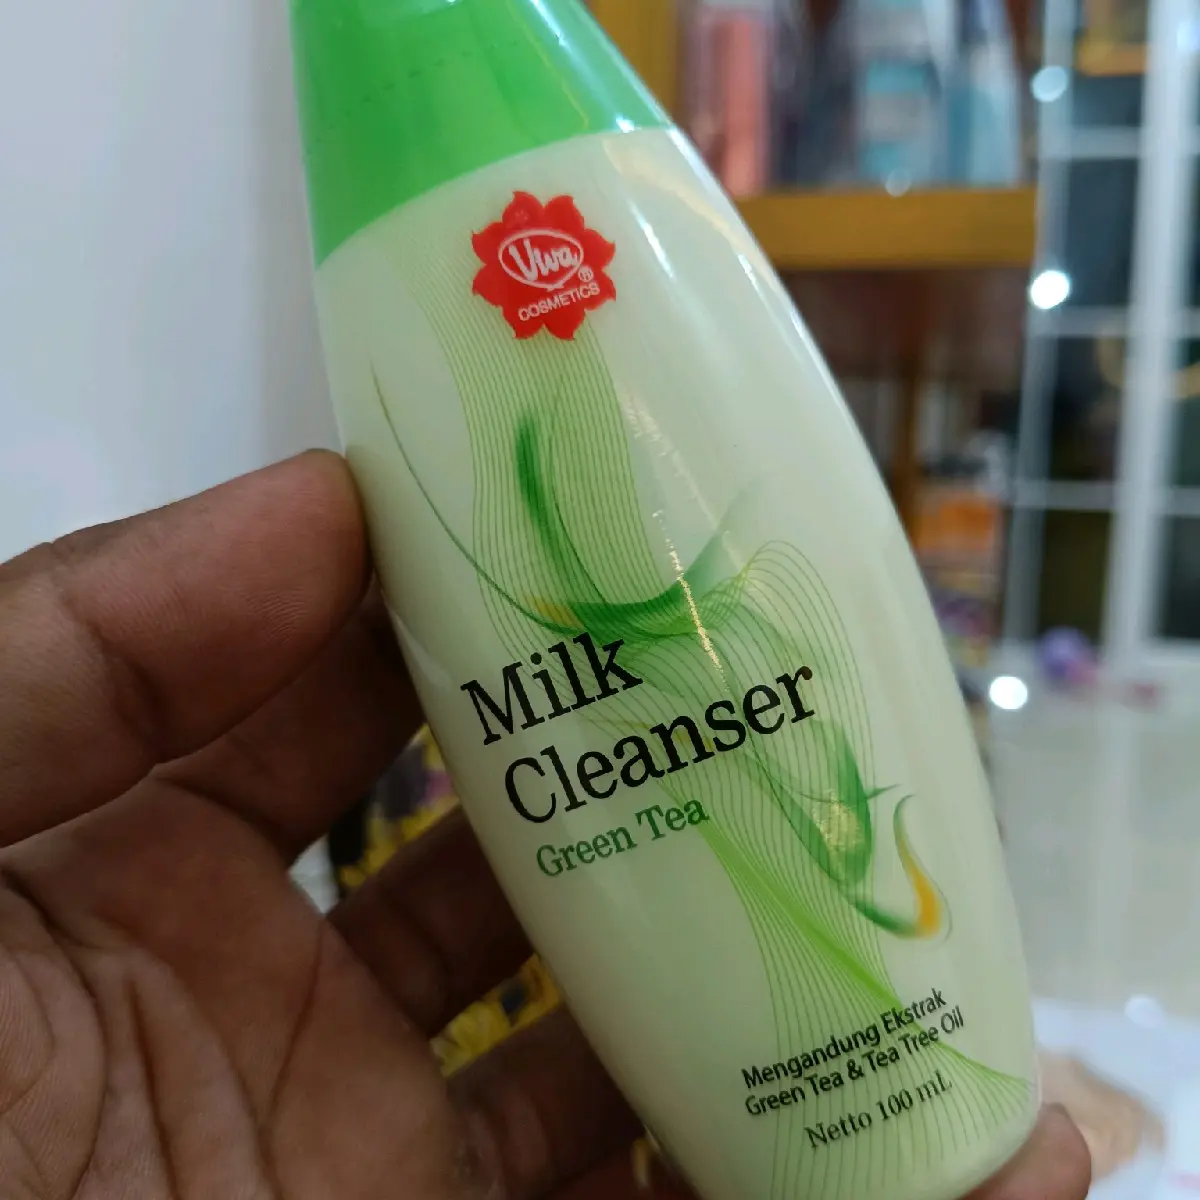 Viva
®
COSMETICS
Milk
Cleanser
Green Tea
Mengandung Ekstrak
Green Tea & Tea Tree Oil
Netto 100 mL